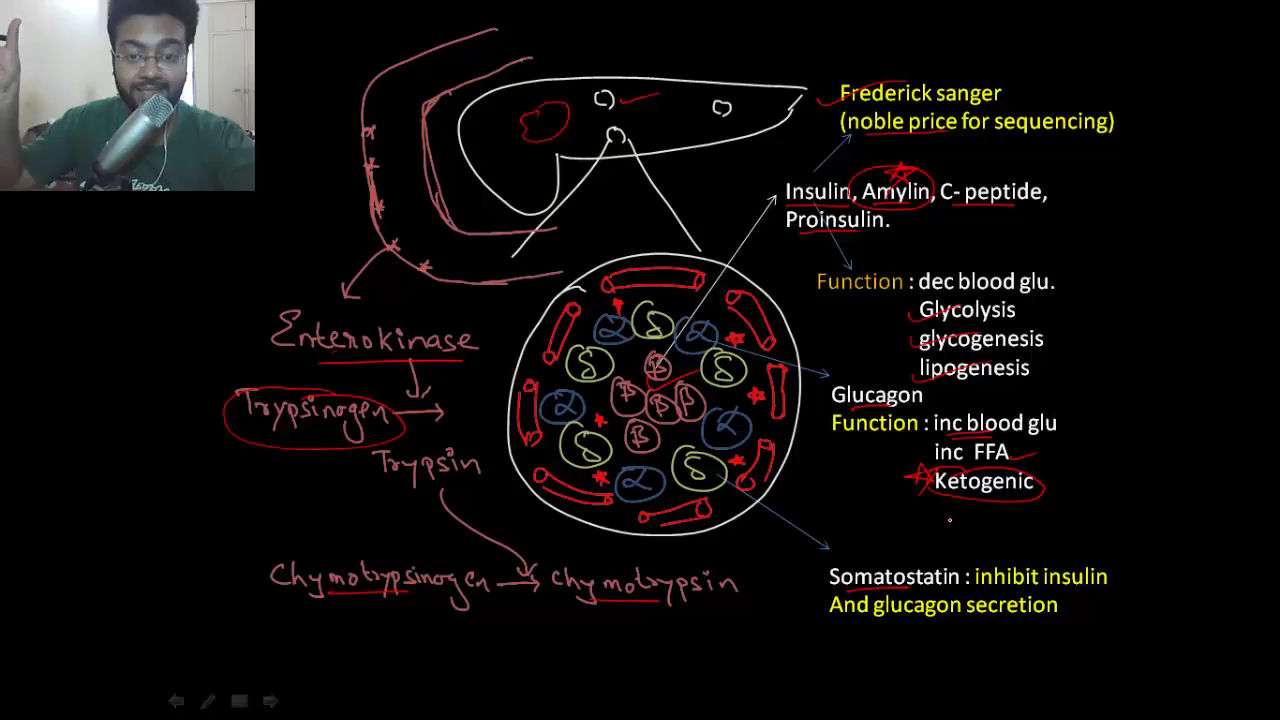 Frederick sanger
(noble price for sequencing)
Insulin, Amylin, C- peptide,
Proinsulin.
Function : dec blood glu.
Glycolysis
glycogenesis
lipogenesis
Glucagon
Function : inc blood glu
inc FFA
Ketogenic
Somatostatin : inhibit insulin
And glucagon secretion
Enterokinase
Trypsinogen
Trypsin
Chymotrypsinogen chymotrypsin
α δ α
δ β δ
α β β β α
δ β δ
α